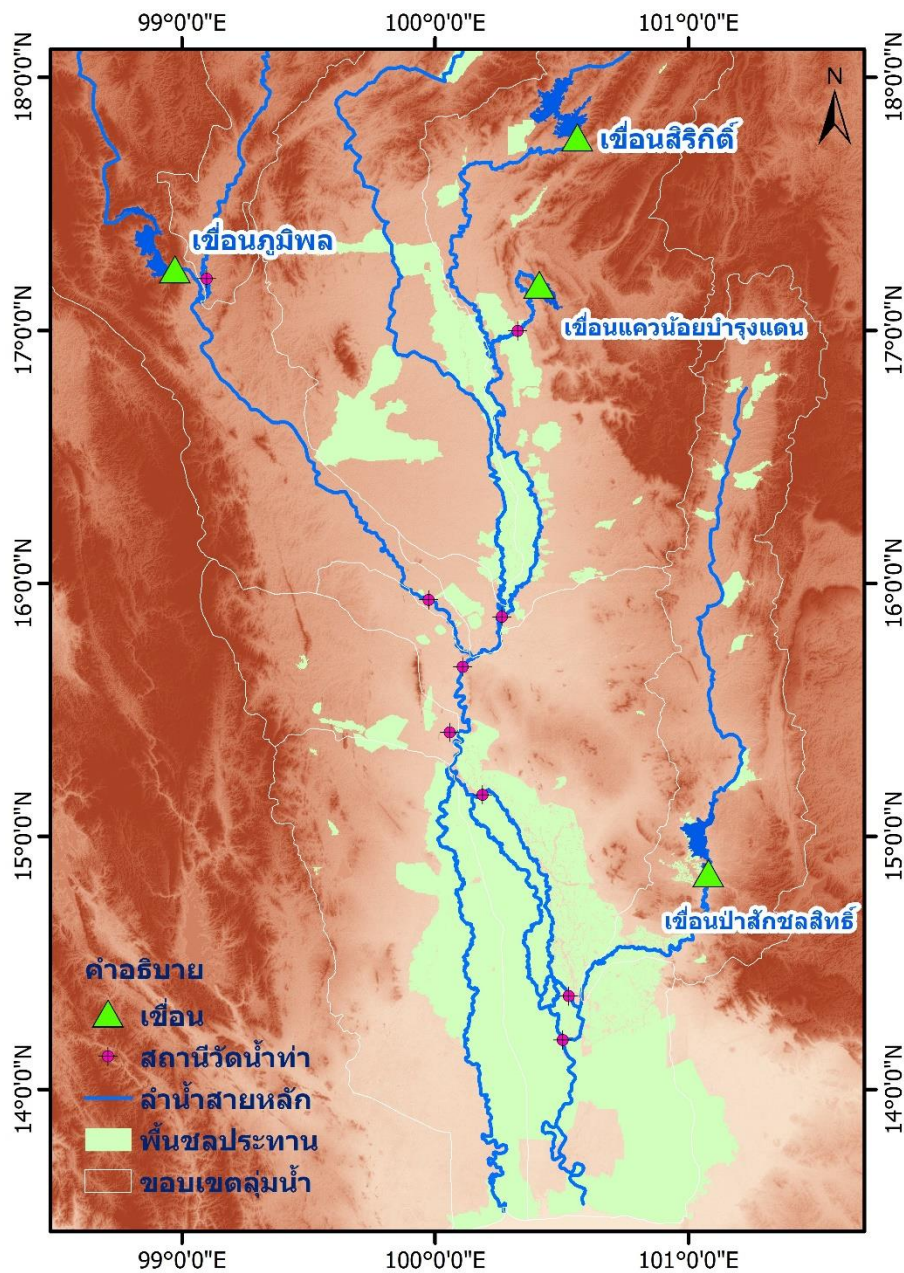 99°0'0"E 100°0'0"E 101°0'0"E
18°0'0"N 18°0'0"N
N
เขื่อนสิริกิติ์
เขื่อนภูมิพล
เขื่อนแควน้อยบำรุงแดน
17°0'0"N 17°0'0"N
16°0'0"N 16°0'0"N
15°0'0"N 15°0'0"N
เขื่อนป่าสักชลสิทธิ์
คำอธิบาย
เขื่อน
สถานีวัดน้ำท่า
ลำน้ำสายหลัก
พื้นชลประทาน
ขอบเขตลุ่มน้ำ
14°0'0"N 14°0'0"N
99°0'0"E 100°0'0"E 101°0'0"E